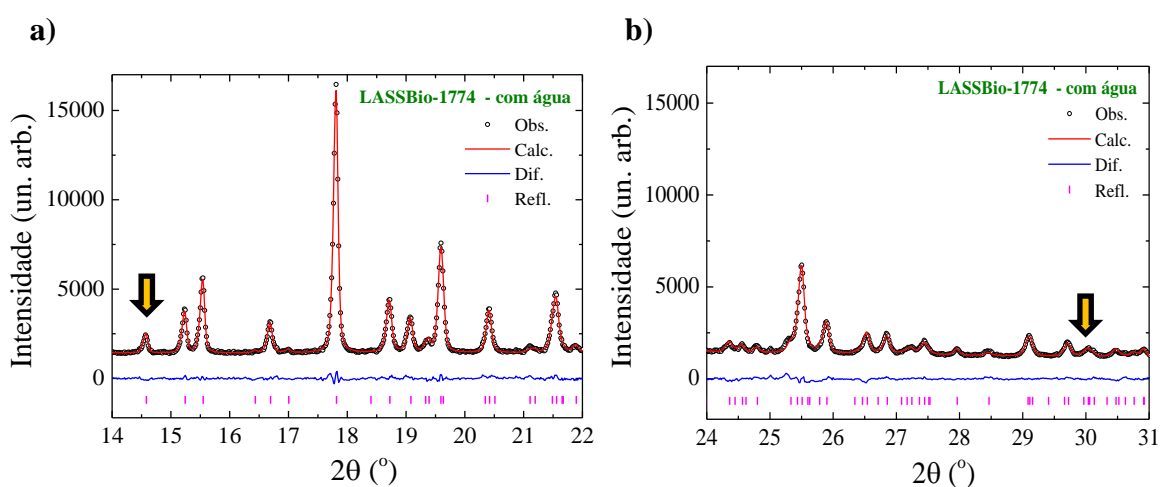 a)
LASSBio-1774 - com água
Obs.
Calc.
Dif.
Refl.
Intensidade (un. arb.)
15000
10000
5000
0
14 15 16 17 18 19 20 21 22
2θ (°)
b)
LASSBio-1774 - com água
Obs.
Calc.
Dif.
Refl.
Intensidade (un. arb.)
15000
10000
5000
0
24 25 26 27 28 29 30 31
2θ (°)